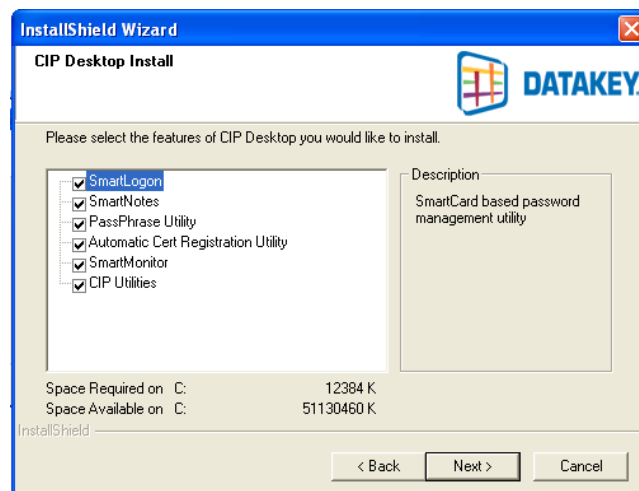 InstallShield Wizard
CIP Desktop Install
DATAKEY.
Please select the features of CIP Desktop you would like to install.
SmartLogon
SmartNotes
PassPhrase Utility
Automatic Cert Registration Utility
SmartMonitor
CIP Utilities
Description
SmartCard based password
management utility
Space Required on C: 12384 K
Space Available on C: 51130460 K
InstallShield
< Back Next > Cancel